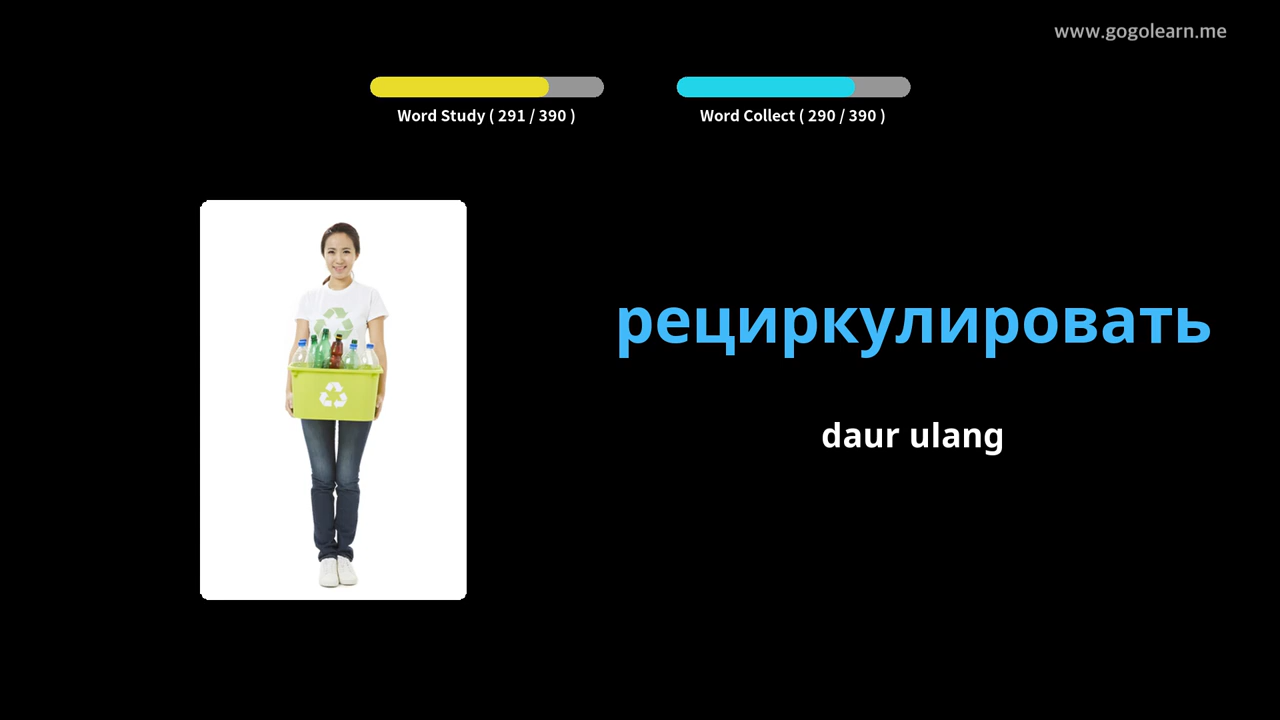 www.gogolearn.me
Word Study ( 291 / 390 )
Word Collect ( 290 / 390 )
рециркулировать
daur ulang